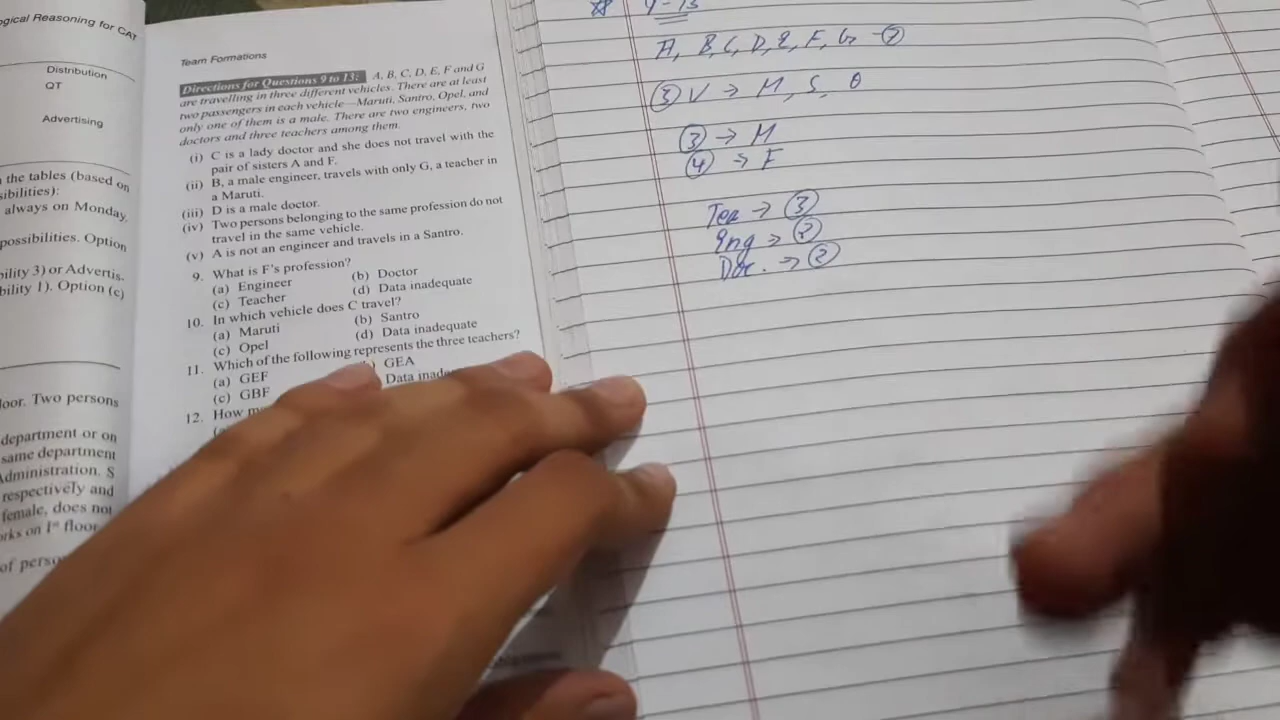 ogical Reasoning for CAT
Distribution
QT
Advertising
the tables (based on
sibilities):
always on Monday,
possibilities. Option
bility 3) or Advertis.
bility 1). Option (c)
loor. Two persons
department or on
same department
Administration. S
respectively and
female, does not
orks on 1st floor
of perso
Team Formations
Directions for Questions 9 to 13: A, B, C, D, E, F and G
are travelling in three different vehicles. There are at least
two passengers in each vehicle—Maruti, Santro, Opel, and
only one of them is a male. There are two engineers, two
doctors and three teachers among them.
(i) C is a lady doctor and she does not travel with the
pair of sisters A and F.
(ii) B, a male engineer, travels with only G, a teacher in
a Maruti.
(iii) D is a male doctor.
(iv) Two persons belonging to the same profession do not
travel in the same vehicle.
(v) A is not an engineer and travels in a Santro.
9. What is F's profession?
(a) Engineer (b) Doctor
(c) Teacher (d) Data inadequate
10. In which vehicle does C travel?
(a) Maruti (b) Santro
(c) Opel (d) Data inadequate
11. Which of the following represents the three teachers?
(a) GEF GEA
(c) GBF Data inade
12. How
9-13
A, B, C, D, E, F, G → 7
3 V → M, S, O
3 → M
4 → F
Tea → 3
Eng → 2
Doc. → 2